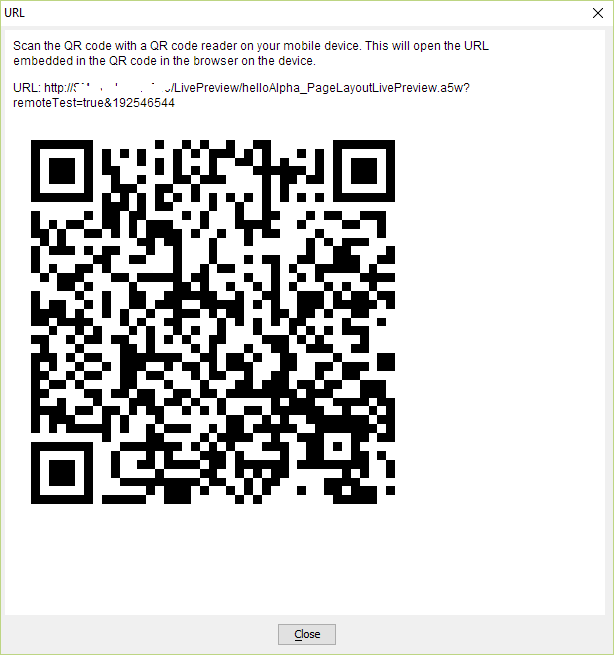 URL
Scan the QR code with a QR code reader on your mobile device. This will open the URL
embedded in the QR code in the browser on the device.
URL: http:// /LivePreview/helloAlpha_PageLayoutLivePreview.a5w?
remoteTest=true&192546544
Close